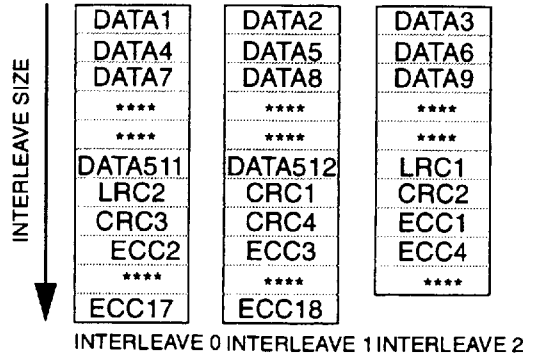 INTERLEAVE SIZE
DATA1 DATA2 DATA3
DATA4 DATA5 DATA6
DATA7 DATA8 DATA9
**** **** ****
**** **** ****
DATA511 DATA512 LRC1
LRC2 CRC1 CRC2
CRC3 CRC4 ECC1
ECC2 ECC3 ECC4
**** **** ****
ECC17 ECC18
INTERLEAVE 0 INTERLEAVE 1 INTERLEAVE 2